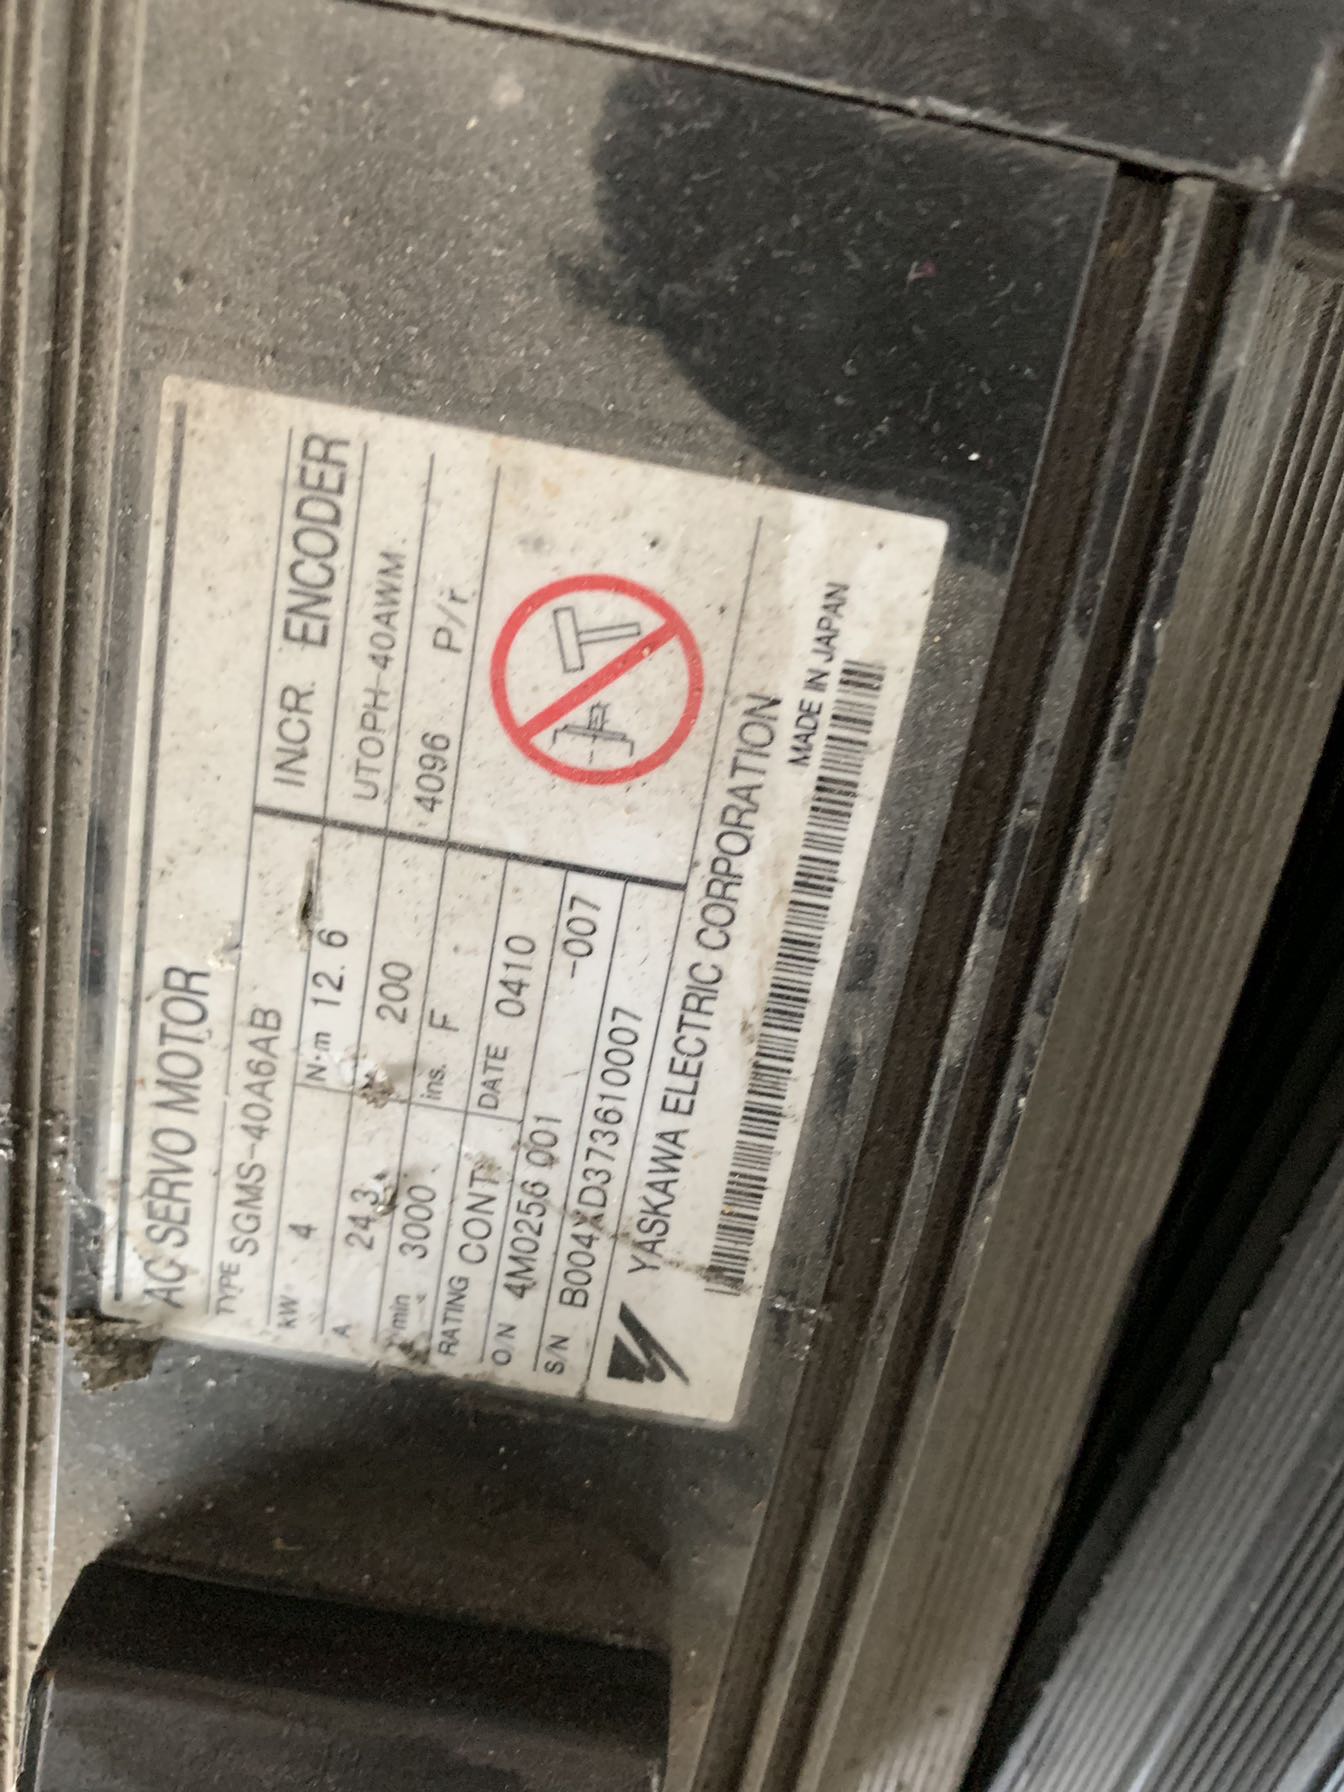 AC SERVO MOTOR
TYPE SGMS-40A6AB
kW 4 N·m 12.6 INCR. ENCODER
A 24.3 200 UTOPH-40AWM
min 3000 ins. F 4096 P/r
RATING CONT. DATE 0410
O/N 4M0256 001 -007
S/N B004XD373610007
YASKAWA ELECTRIC CORPORATION
MADE IN JAPAN